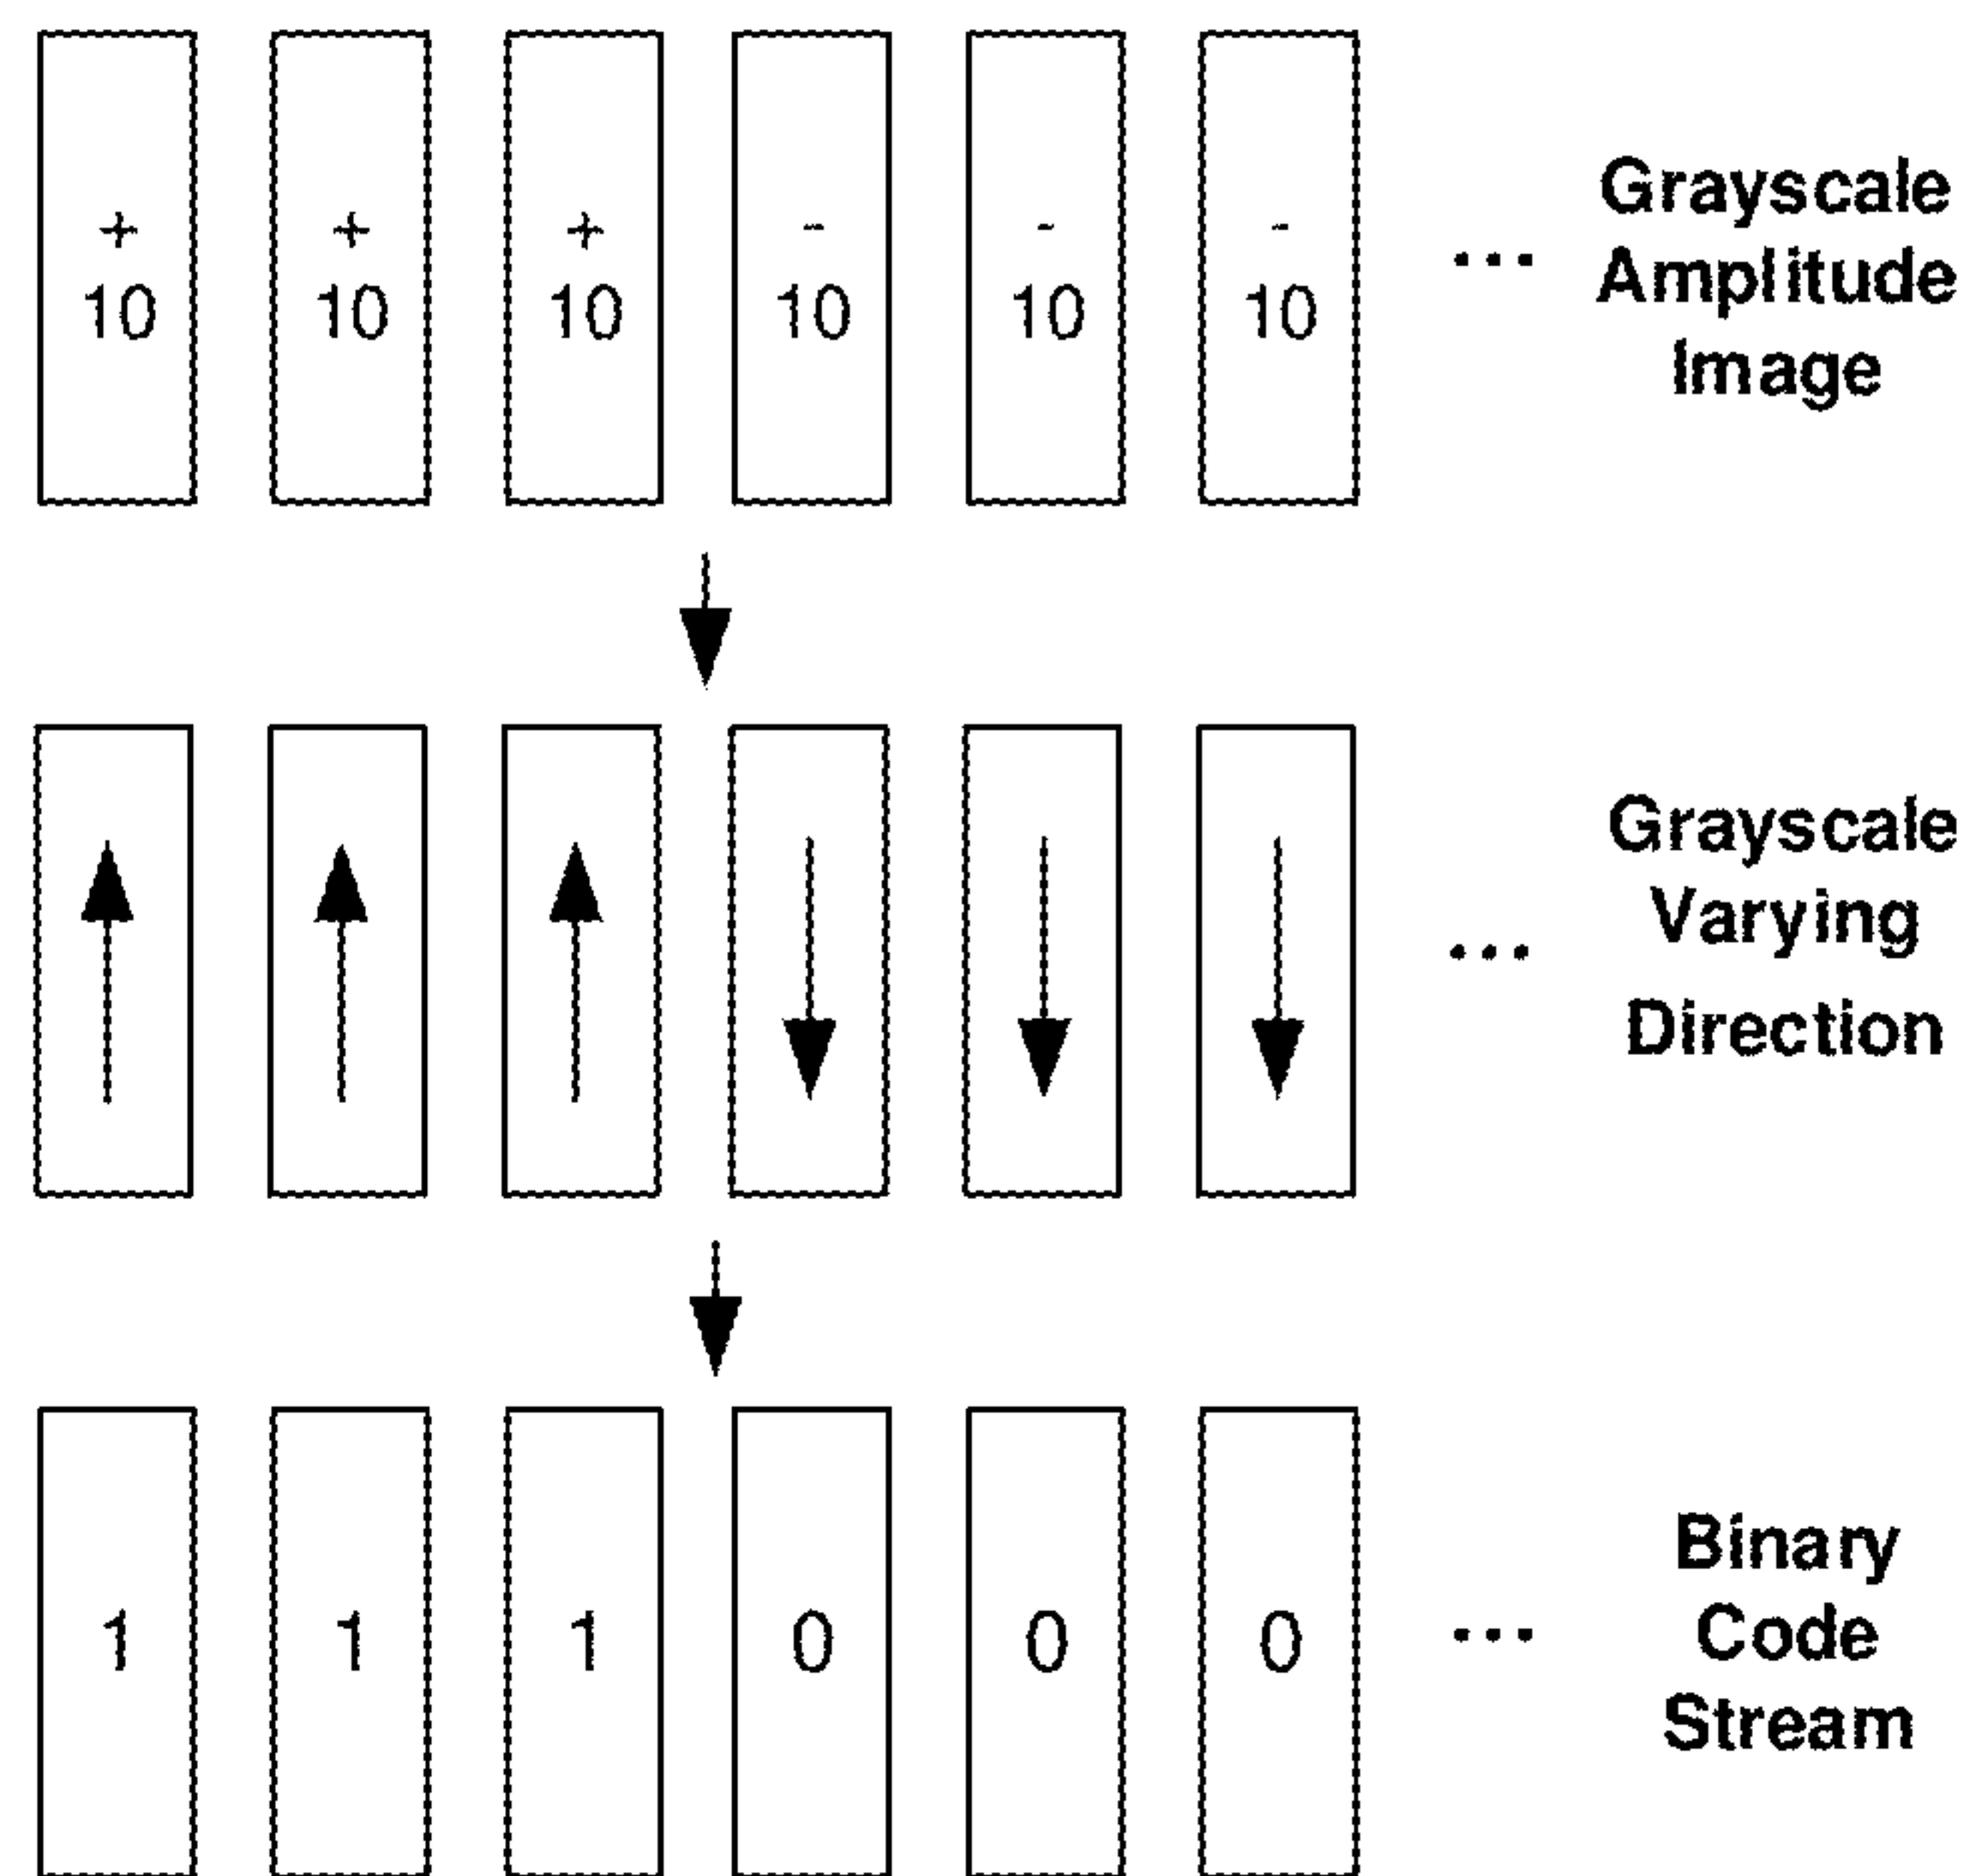 + + + - - - 
10 10 10 10 10 10 ...
Grayscale
Amplitude
Image
...
Grayscale
Varying
Direction
1 1 1 0 0 0 ...
Binary
Code
Stream